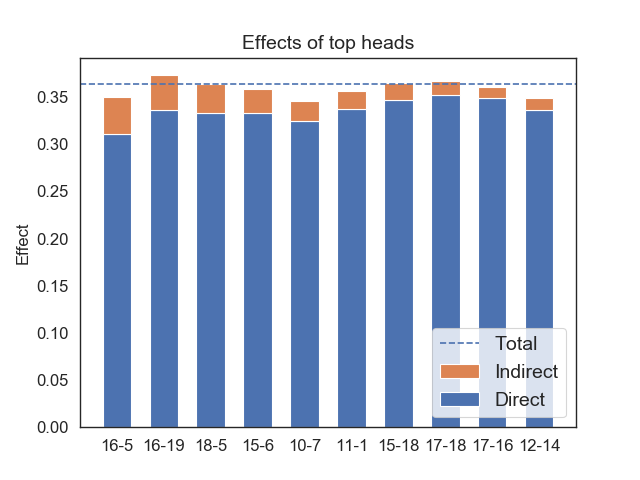 Effects of top heads
Effect
0.35
0.30
0.25
0.20
0.15
0.10
0.05
0.00
16-5 16-19 18-5 15-6 10-7 11-1 15-18 17-18 17-16 12-14
Total
Indirect
Direct